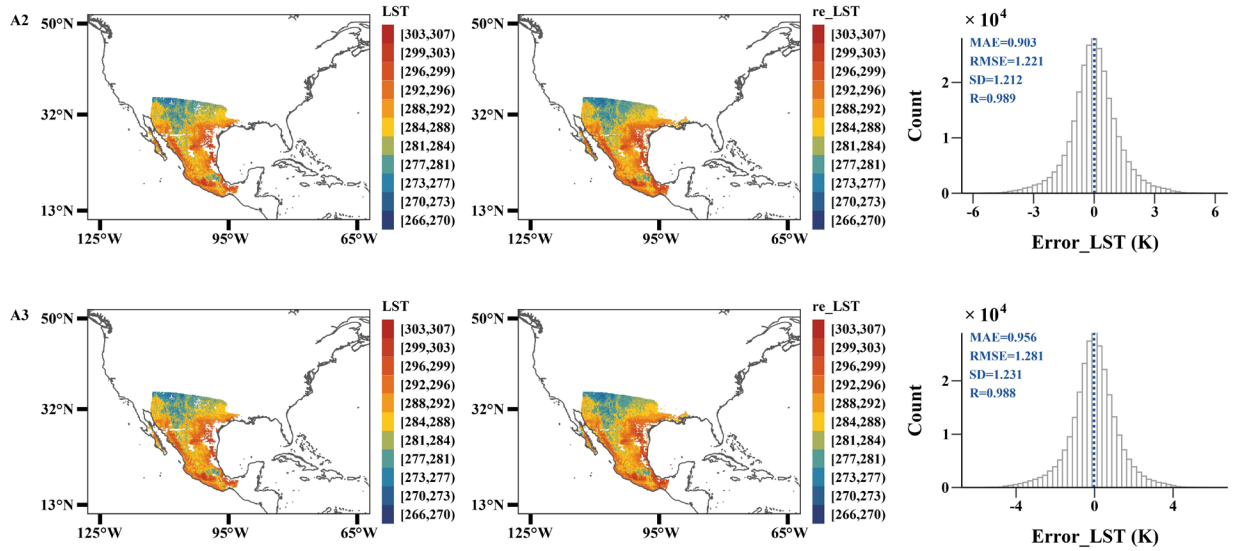 A2
50°N
32°N
13°N
125°W
95°W
65°W
LST
[303,307)
[299,303)
[296,299)
[292,296)
[288,292)
[284,288)
[281,284)
[277,281)
[273,277)
[270,273)
[266,270)
50°N
32°N
13°N
125°W
95°W
65°W
re_LST
[303,307)
[299,303)
[296,299)
[292,296)
[288,292)
[284,288)
[281,284)
[277,281)
[273,277)
[270,273)
[266,270)
× 10⁴
MAE=0.903
RMSE=1.221
SD=1.212
R=0.989
Count
2
1
0
-6
-3
0
3
6
Error_LST (K)
A3
50°N
32°N
13°N
125°W
95°W
65°W
LST
[303,307)
[299,303)
[296,299)
[292,296)
[288,292)
[284,288)
[281,284)
[277,281)
[273,277)
[270,273)
[266,270)
50°N
32°N
13°N
125°W
95°W
65°W
re_LST
[303,307)
[299,303)
[296,299)
[292,296)
[288,292)
[284,288)
[281,284)
[277,281)
[273,277)
[270,273)
[266,270)
× 10⁴
MAE=0.956
RMSE=1.281
SD=1.231
R=0.988
Count
2
1
0
-4
0
4
Error_LST (K)